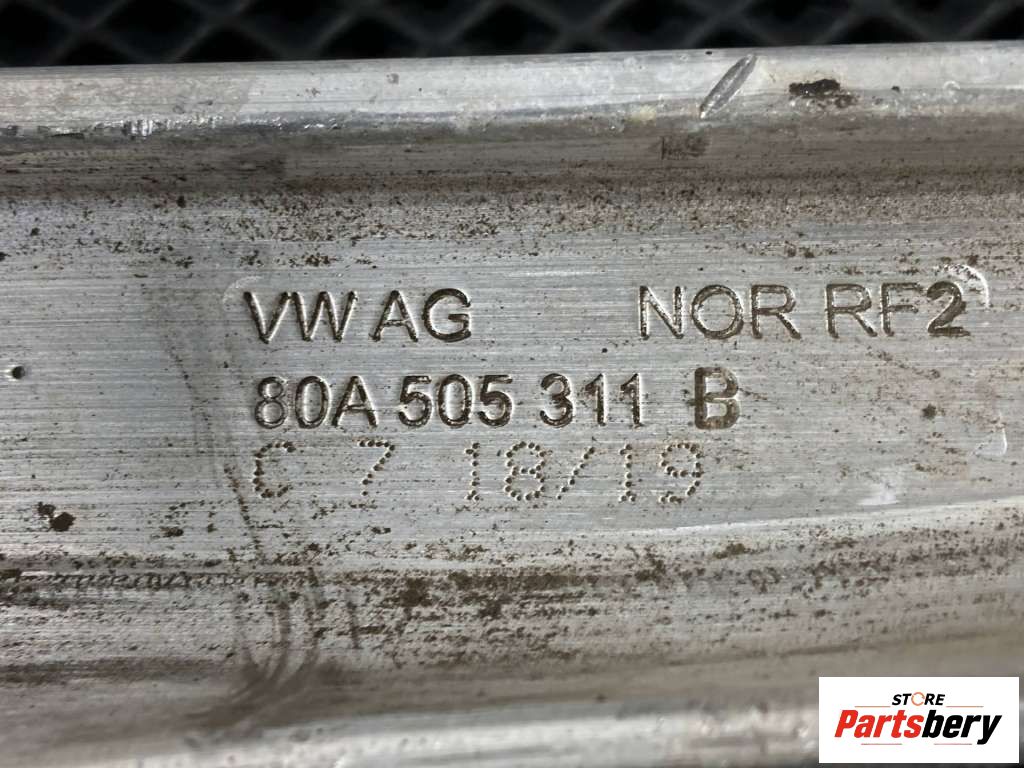 VW AG NOR RF2
80A 505 311 B
C 7 18/19
STORE
Partsbery